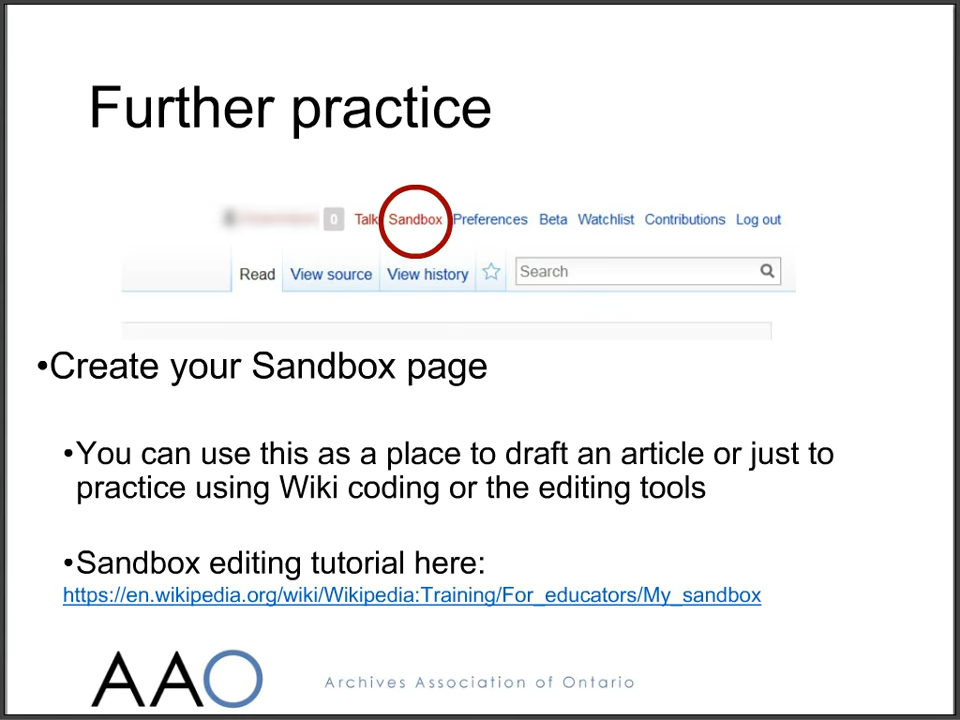 Further practice
0 Talk Sandbox Preferences Beta Watchlist Contributions Log out
Read View source View history Search
•Create your Sandbox page
•You can use this as a place to draft an article or just to
practice using Wiki coding or the editing tools
•Sandbox editing tutorial here:
https://en.wikipedia.org/wiki/Wikipedia:Training/For_educators/My_sandbox
AAO Archives Association of Ontario